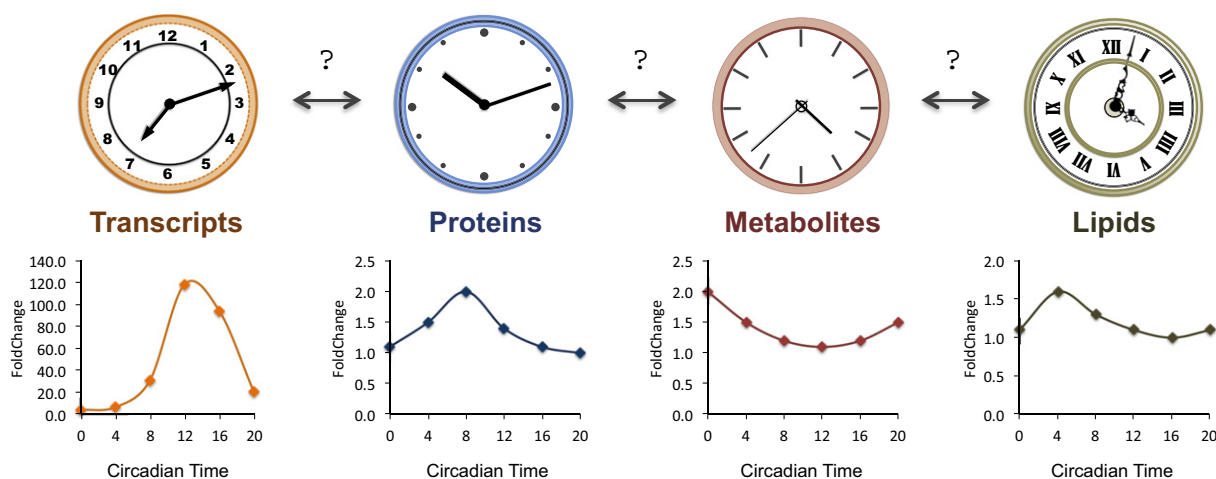 ? ? ?
12
11 1
10 2
9 3
8 4
7 5
6
XII
XI I
X II
IX III
VIII IIII
VII V
VI
Transcripts Proteins Metabolites Lipids
FoldChange
140.0
120.0
100.0
80.0
60.0
40.0
20.0
0.0
0 4 8 12 16 20
Circadian Time
FoldChange
2.5
2.0
1.5
1.0
0.5
0.0
0 4 8 12 16 20
Circadian Time
FoldChange
2.5
2.0
1.5
1.0
0.5
0.0
0 4 8 12 16 20
Circadian Time
FoldChange
2.0
1.5
1.0
0.5
0.0
0 4 8 12 16 20
Circadian Time